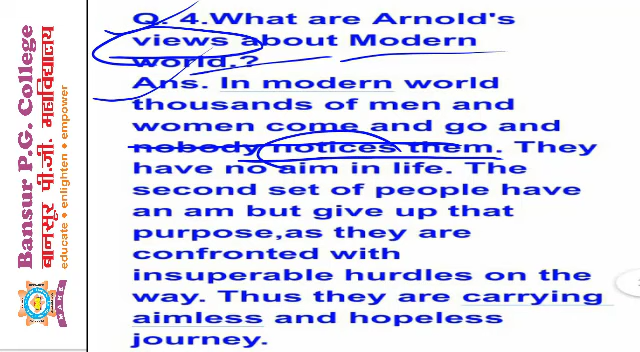 Bansur P.G. College
बानसूर पी.जी. महाविद्यालय
educate • enlighten • empower
Q. 4.What are Arnold's
views about Modern
world.?
Ans. In modern world
thousands of men and
women come and go and
nobody notices them. They
have no aim in life. The
second set of people have
an am but give up that
purpose,as they are
confronted with
insuperable hurdles on the
way. Thus they are carrying
aimless and hopeless
journey.